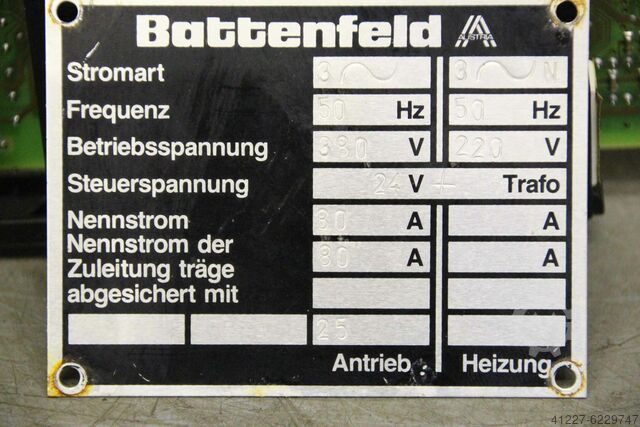 Battenfeld AUSTRIA
Stromart 3~ 3~ N
Frequenz 50 Hz 50 Hz
Betriebsspannung 380 V 220 V
Steuerspannung 24 V + Trafo
Nennstrom 80 A A
Nennstrom der
Zuleitung träge 80 A A
abgesichert mit
25
Antrieb Heizung
41227-6229747